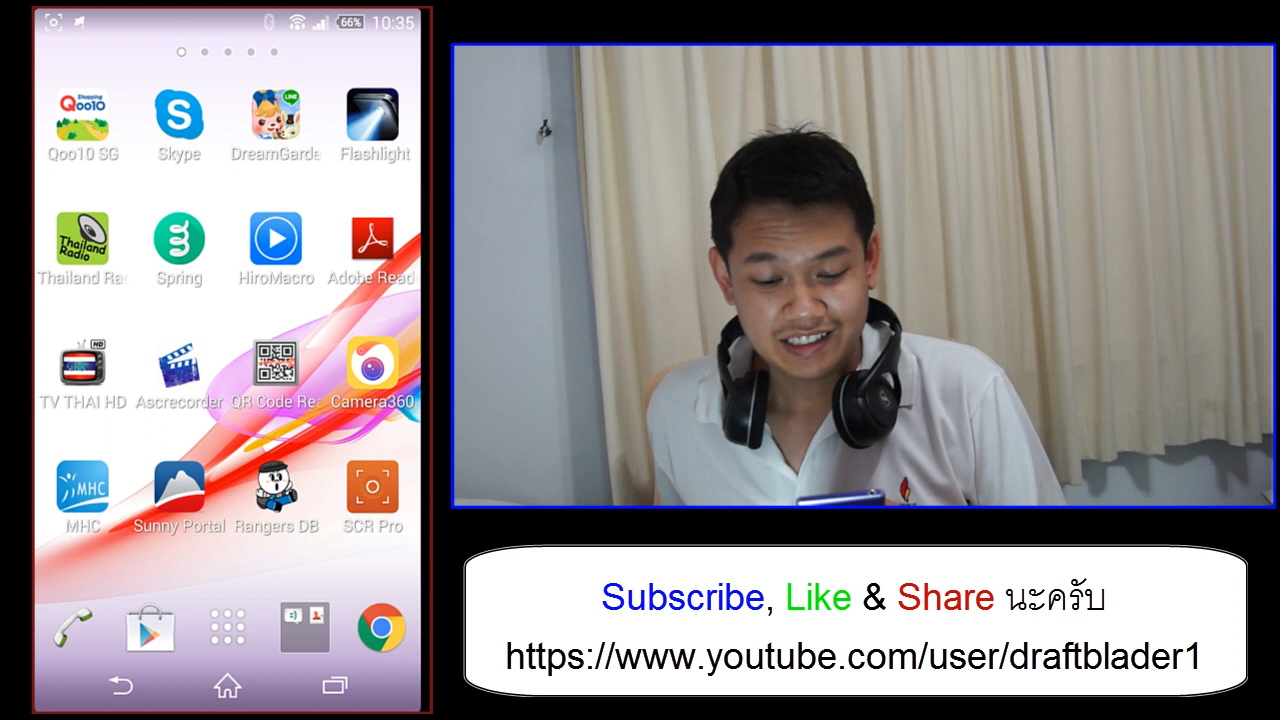 66% 10:35
Shopping
Qoo10
LINE
Qoo10 SG Skype DreamGarde Flashlight
Thailand
Radio
Thailand Ra Spring HiroMacro Adobe Read
HD
TV THAI HD Ascrecorder QR Code Re Camera360
MHC
MHC Sunny Portal Rangers DB SCR Pro
Subscribe, Like & Share นะครับ
https://www.youtube.com/user/draftblader1